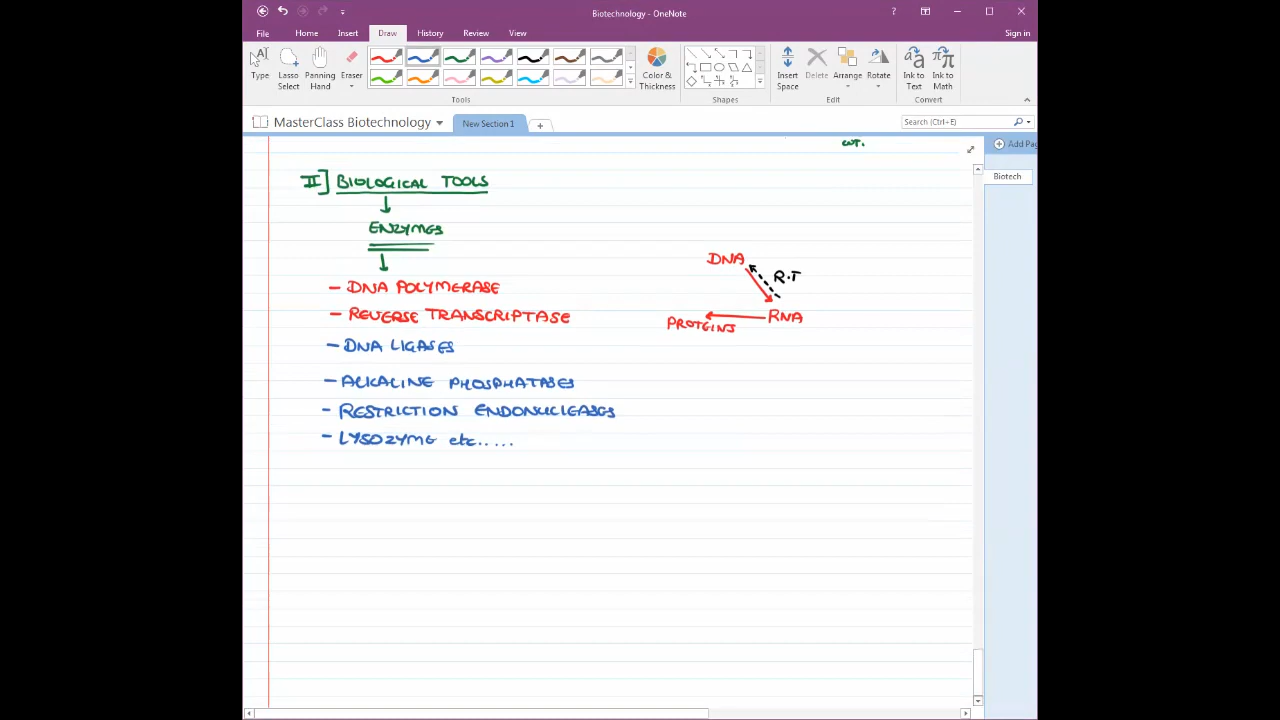 Biotechnology - OneNote
? 
File Home Insert Draw History Review View Sign in
Type Lasso Select Panning Hand Eraser Color & Thickness Insert Space Delete Arrange Rotate Ink to Text Ink to Math
Tools Shapes Edit Convert
MasterClass Biotechnology New Section 1 Search (Ctrl+E)
Add Pag
Biotech
II] BIOLOGICAL TOOLS
ENZYMES
- DNA POLYMERASE
- REVERSE TRANSCRIPTASE
- DNA LIGASES
- ALKALINE PHOSPHATASES
- RESTRICTION ENDONUCLEASES
- LYSOZYME etc.....
DNA
R.T
RNA
PROTEINS